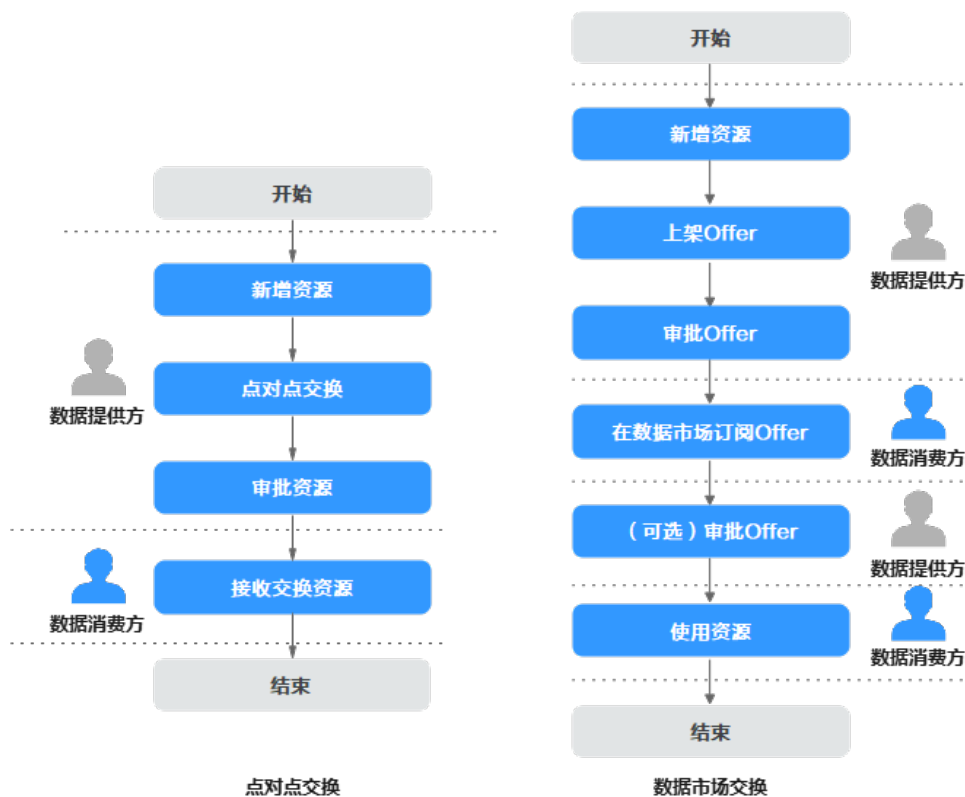 开始
新增资源
点对点交换
数据提供方
审批资源
接收交换资源
数据消费方
结束
点对点交换
开始
新增资源
上架Offer
数据提供方
审批Offer
在数据市场订阅Offer
数据消费方
（可选）审批Offer
数据提供方
使用资源
数据消费方
结束
数据市场交换